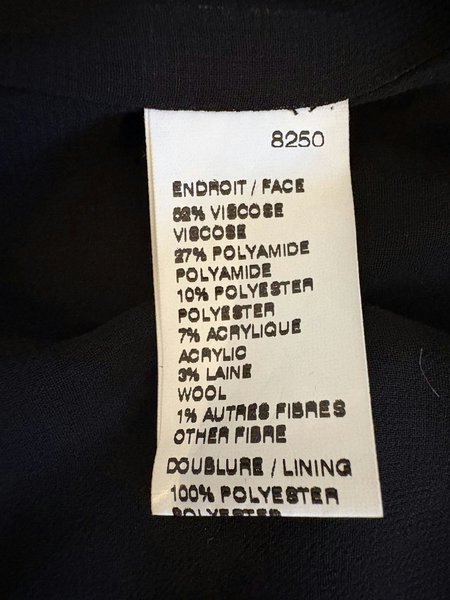 8250
ENDROIT / FACE
52% VISCOSE
VISCOSE
27% POLYAMIDE
POLYAMIDE
10% POLYESTER
POLYESTER
7% ACRYLIQUE
ACRYLIC
3% LAINE
WOOL
1% AUTRES FIBRES
OTHER FIBRE
DOUBLURE / LINING
100% POLYESTER
POLYESTER